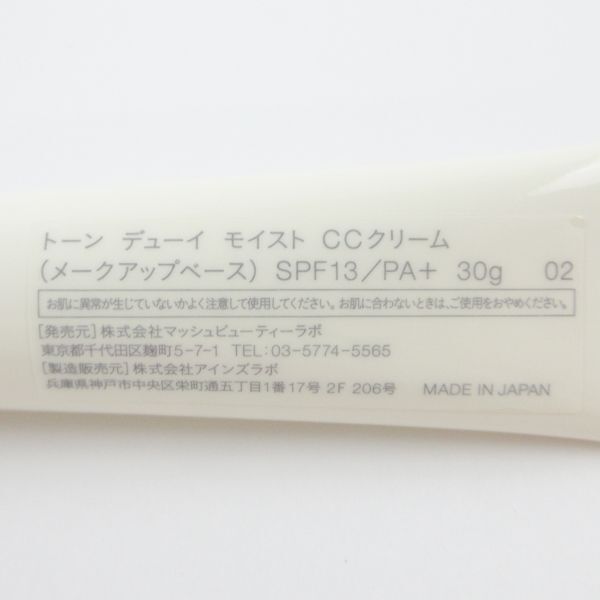 トーン デューイ モイスト CCクリーム
（メークアップベース） SPF13／PA+ 30g 02
お肌に異常が生じていないかよく注意して使用してください。お肌に合わないときは、ご使用をおやめください。
[発売元] 株式会社マッシュビューティーラボ
東京都千代田区麹町5-7-1 TEL：03-5774-5565
[製造販売元] 株式会社アインズラボ
兵庫県神戸市中央区栄町通五丁目1番17号 2F 206号 MADE IN JAPAN